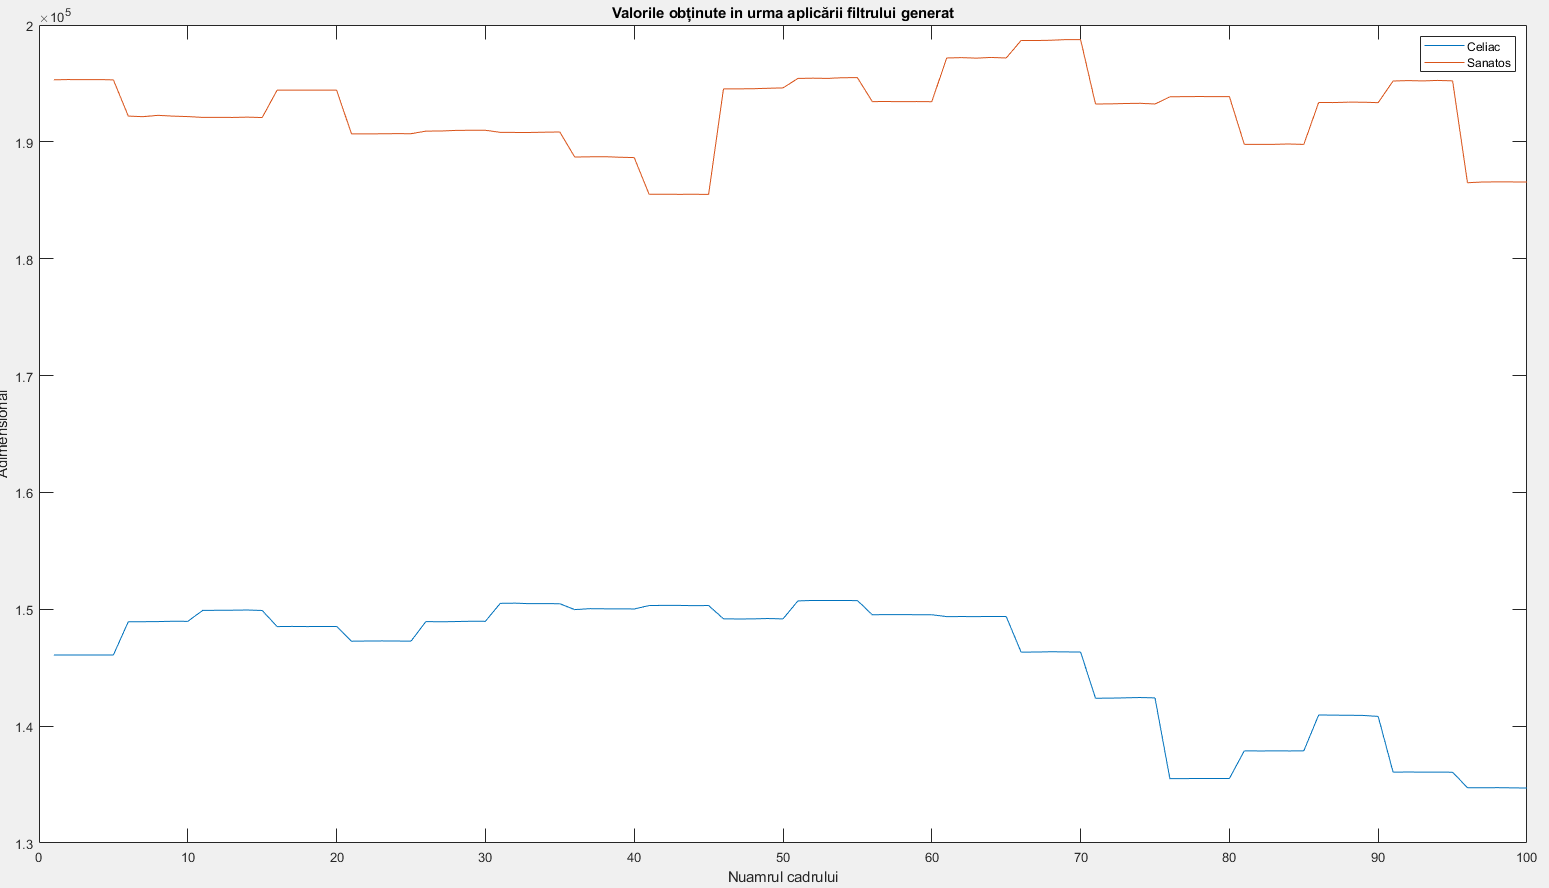 Valorile obținute in urma aplicării filtrului generat
×10⁵
2
1.9
1.8
1.7
1.6
1.5
1.4
1.3
Adimensional
Celiac
Sanatos
0 10 20 30 40 50 60 70 80 90 100
Nuamrul cadrului